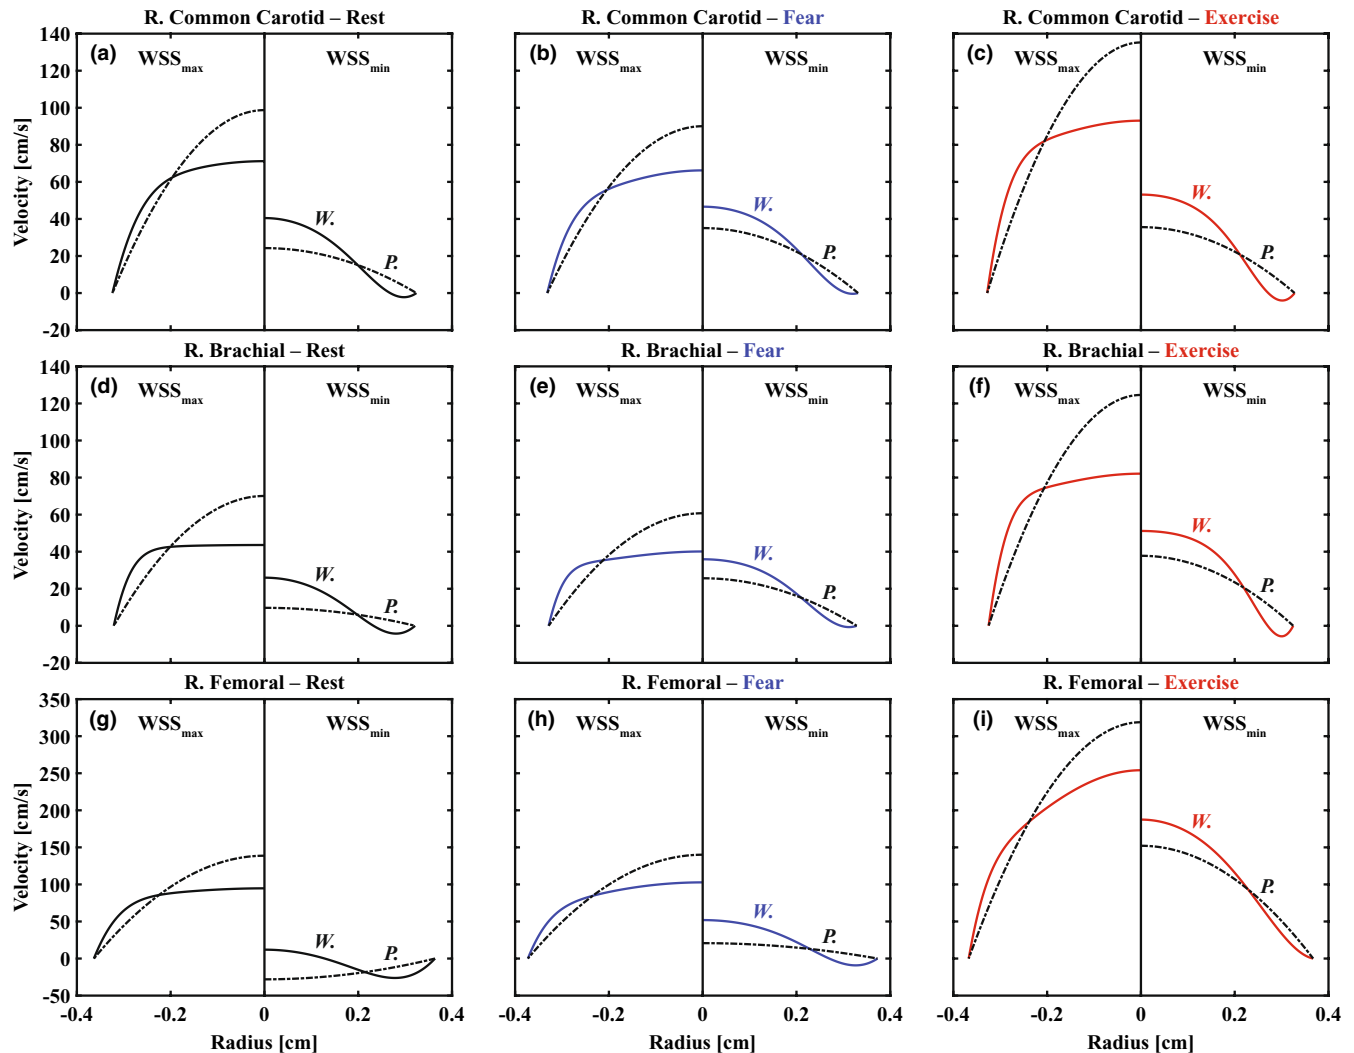 R. Common Carotid – Rest
R. Common Carotid – Fear
R. Common Carotid – Exercise
140
120
100
80
60
40
20
0
-20
Velocity [cm/s]
(a) WSSmax WSSmin
W.
P.
(b) WSSmax WSSmin
W.
P.
(c) WSSmax WSSmin
W.
P.
R. Brachial – Rest
R. Brachial – Fear
R. Brachial – Exercise
140
120
100
80
60
40
20
0
-20
Velocity [cm/s]
(d) WSSmax WSSmin
W.
P.
(e) WSSmax WSSmin
W.
P.
(f) WSSmax WSSmin
W.
P.
R. Femoral – Rest
R. Femoral – Fear
R. Femoral – Exercise
350
300
250
200
150
100
50
0
-50
Velocity [cm/s]
(g) WSSmax WSSmin
W.
P.
(h) WSSmax WSSmin
W.
P.
(i) WSSmax WSSmin
W.
P.
-0.4 -0.2 0 0.2 0.4
-0.4 -0.2 0 0.2 0.4
-0.4 -0.2 0 0.2 0.4
Radius [cm]
Radius [cm]
Radius [cm]